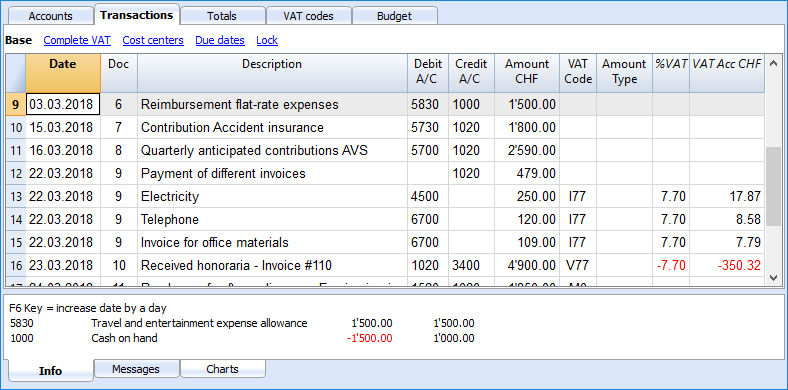 Accounts Transactions Totals VAT codes Budget
Base Complete VAT Cost centers Due dates Lock
Date Doc Description Debit A/C Credit A/C Amount CHF VAT Code Amount Type %VAT VAT Acc CHF
9 03.03.2018 6 Reimbursement flat-rate expenses 5830 1000 1'500.00
10 15.03.2018 7 Contribution Accident insurance 5730 1020 1'800.00
11 16.03.2018 8 Quarterly anticipated contributions AVS 5700 1020 2'590.00
12 22.03.2018 9 Payment of different invoices 1020 479.00
13 22.03.2018 9 Electricity 4500 250.00 I77 7.70 17.87
14 22.03.2018 9 Telephone 6700 120.00 I77 7.70 8.58
15 22.03.2018 9 Invoice for office materials 6700 109.00 I77 7.70 7.79
16 23.03.2018 10 Received honoraria - Invoice #110 1020 3400 4'900.00 V77 -7.70 -350.32
F6 Key = increase date by a day
5830 Travel and entertainment expense allowance 1'500.00 1'500.00
1000 Cash on hand -1'500.00 1'000.00
Info Messages Charts